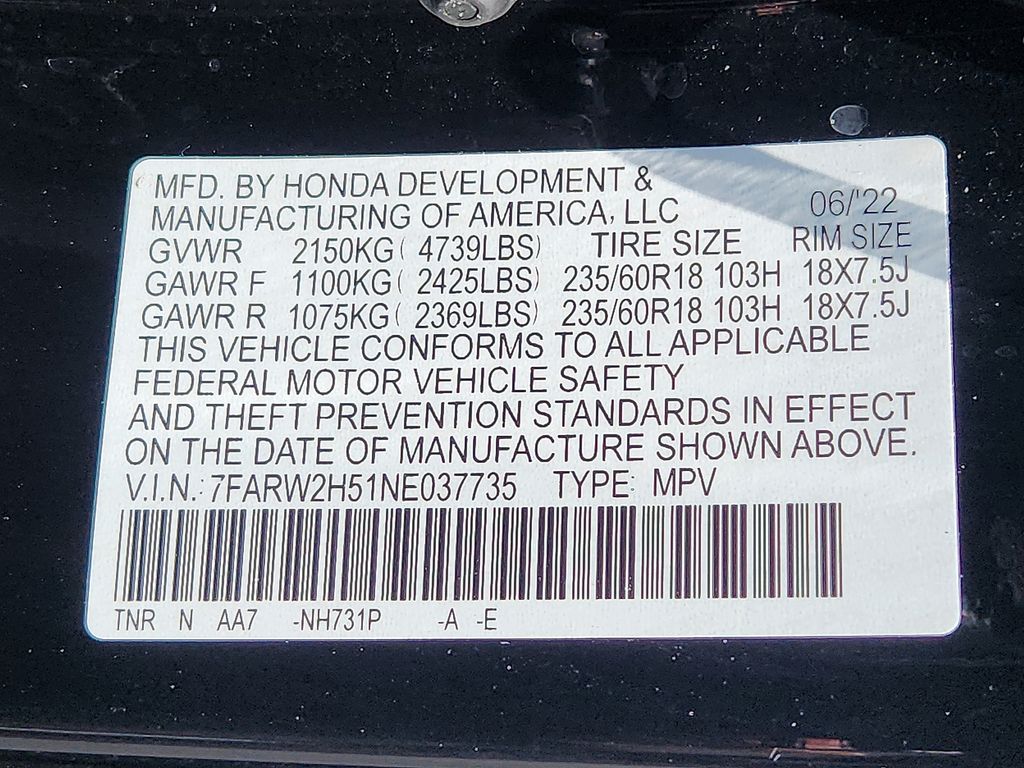 MFD. BY HONDA DEVELOPMENT &
MANUFACTURING OF AMERICA, LLC 06/'22
GVWR 2150KG ( 4739LBS) TIRE SIZE RIM SIZE
GAWR F 1100KG ( 2425LBS) 235/60R18 103H 18X7.5J
GAWR R 1075KG ( 2369LBS) 235/60R18 103H 18X7.5J
THIS VEHICLE CONFORMS TO ALL APPLICABLE
FEDERAL MOTOR VEHICLE SAFETY
AND THEFT PREVENTION STANDARDS IN EFFECT
ON THE DATE OF MANUFACTURE SHOWN ABOVE.
V.I.N.: 7FARW2H51NE037735 TYPE: MPV
TNR N AA7 -NH731P -A -E